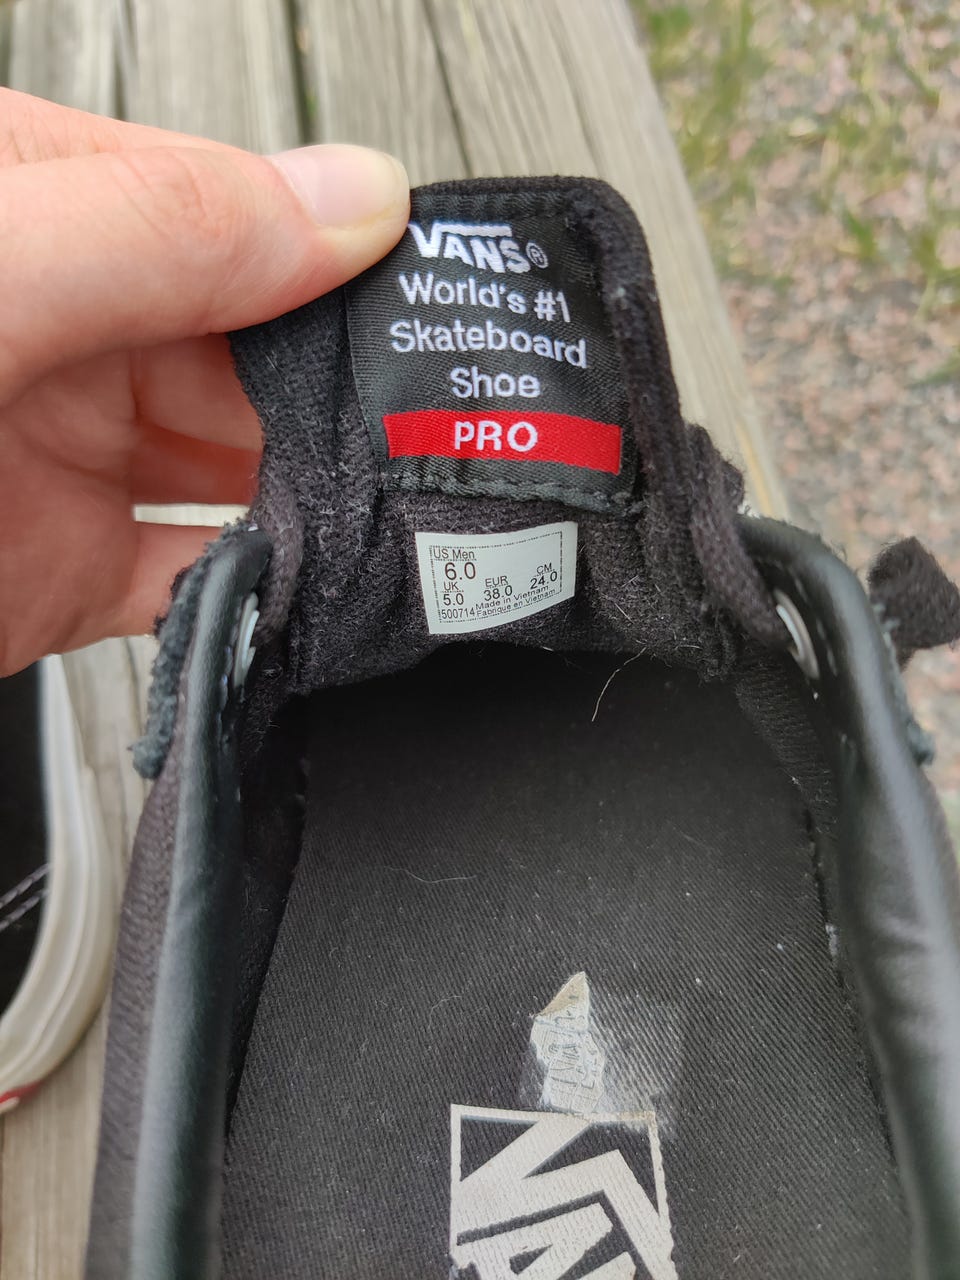 VANS®
World's #1
Skateboard
Shoe
PRO
US Men
6.0
UK EUR CM
5.0 38.0 24.0
500714 Made in Vietnam
Fabrique en Vietnam